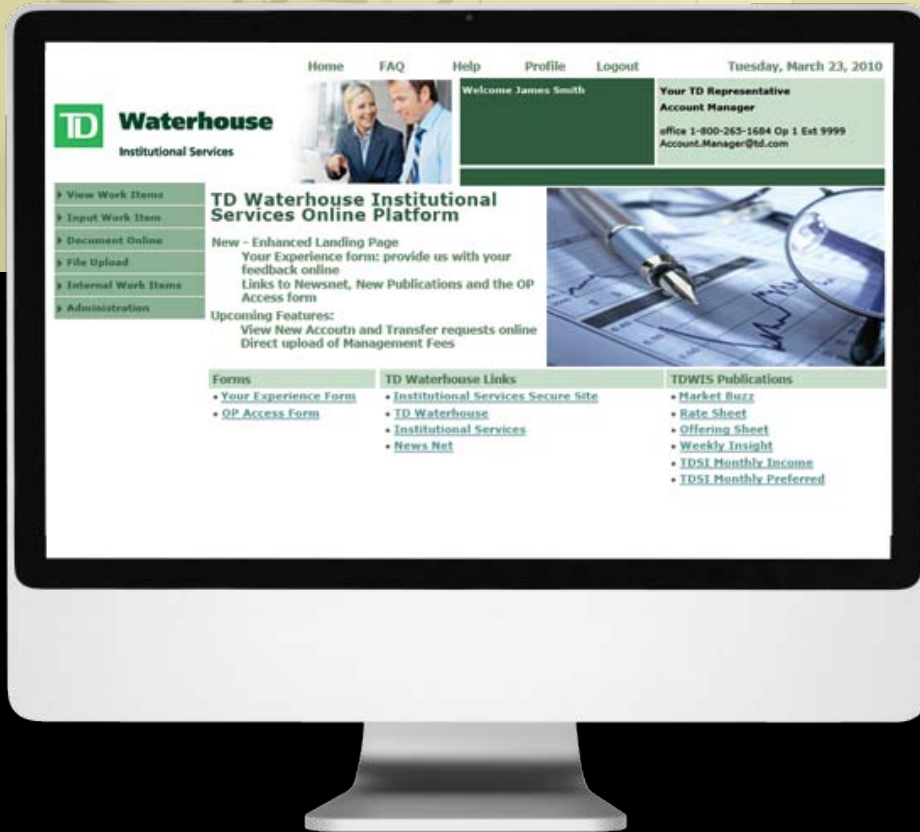 Home FAQ Help Profile Logout Tuesday, March 23, 2010
TD Waterhouse
Institutional Services
Welcome James Smith
Your TD Representative
Account Manager
office 1-800-265-1684 Op 1 Ext 9999
Account.Manager@td.com
View Work Items
Input Work Item
Document Online
File Upload
Internal Work Items
Administration
TD Waterhouse Institutional
Services Online Platform
New - Enhanced Landing Page
Your Experience form: provide us with your
feedback online
Links to Newsnet, New Publications and the OP
Access form
Upcoming Features:
View New Accoutn and Transfer requests online
Direct upload of Management Fees
Forms
• Your Experience Form
• OP Access Form
TD Waterhouse Links
• Institutional Services Secure Site
• TD Waterhouse
• Institutional Services
• News Net
TDWIS Publications
• Market Buzz
• Rate Sheet
• Offering Sheet
• Weekly Insight
• TDSI Monthly Income
• TDSI Monthly Preferred